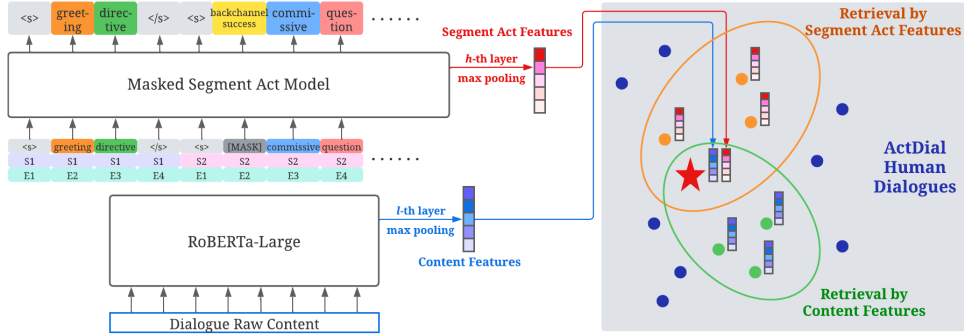 <s> greet- ing direc- tive </s> <s> backchannel success commi- ssive ques- tion ······
Masked Segment Act Model
<s> greeting directive </s> <s> [MASK] commissive question ······
S1 S1 S1 S1 S2 S2 S2 S2
E1 E2 E3 E4 E1 E2 E3 E4
Segment Act Features
h-th layer
max pooling
RoBERTa-Large
l-th layer
max pooling
Content Features
Dialogue Raw Content
Retrieval by
Segment Act Features
ActDial
Human
Dialogues
Retrieval by
Content Features